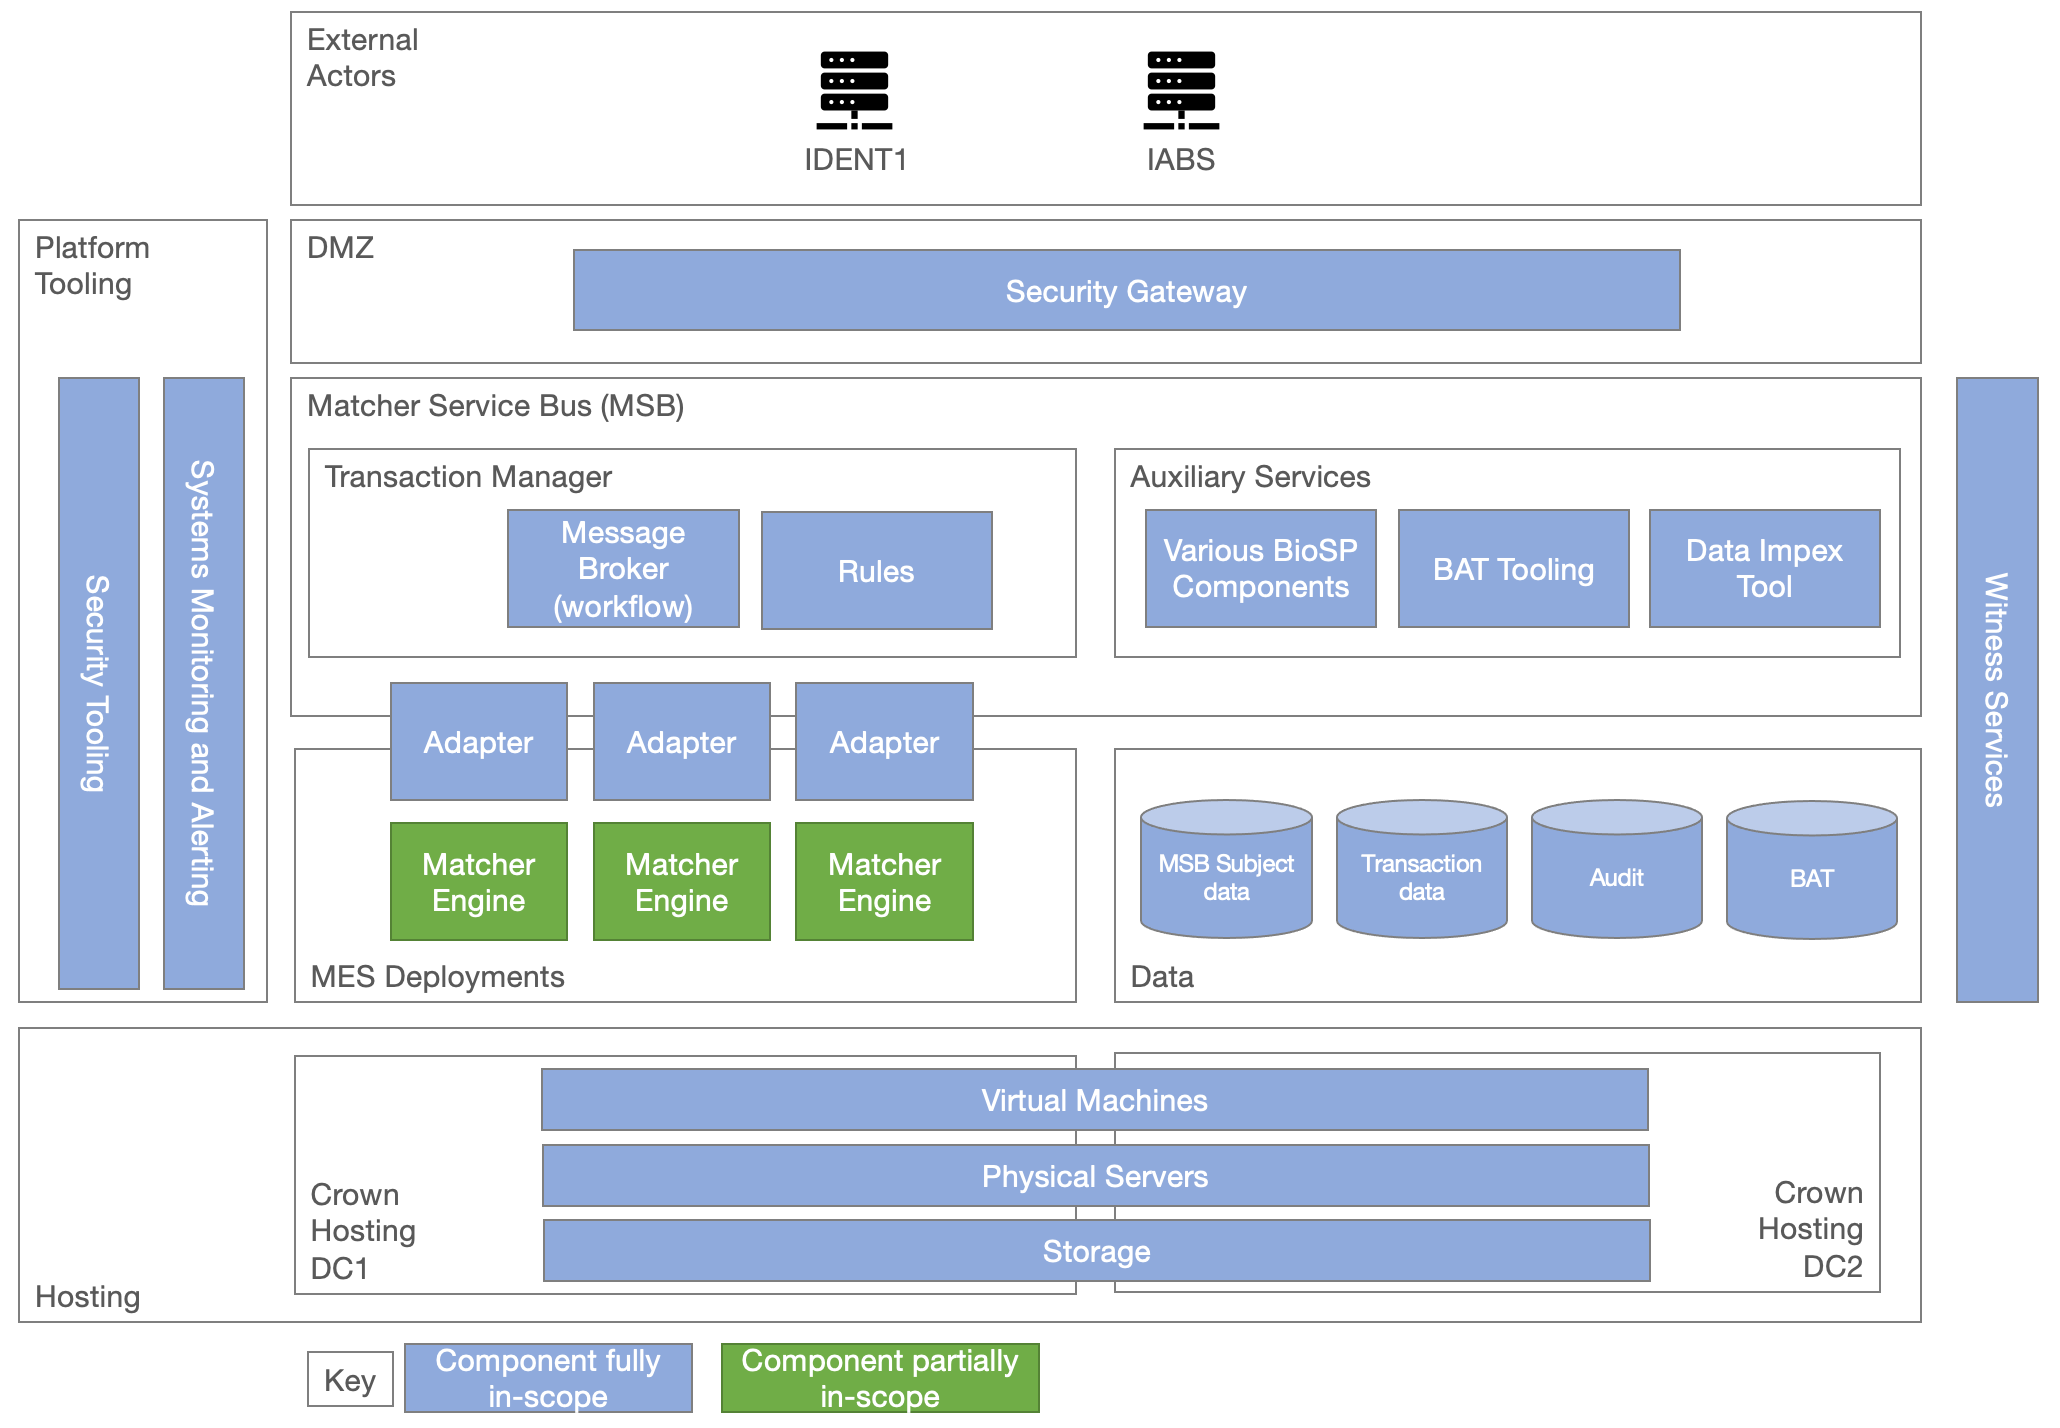 External
Actors
IDENT1
IABS
Platform
Tooling
Security Tooling
Systems Monitoring and Alerting
DMZ
Security Gateway
Matcher Service Bus (MSB)
Transaction Manager
Message
Broker
(workflow)
Rules
Auxiliary Services
Various BioSP
Components
BAT Tooling
Data Impex
Tool
Adapter
Adapter
Adapter
Matcher
Engine
Matcher
Engine
Matcher
Engine
MES Deployments
MSB Subject
data
Transaction
data
Audit
BAT
Data
Witness Services
Virtual Machines
Physical Servers
Storage
Crown
Hosting
DC1
Crown
Hosting
DC2
Hosting
Key
Component fully
in-scope
Component partially
in-scope